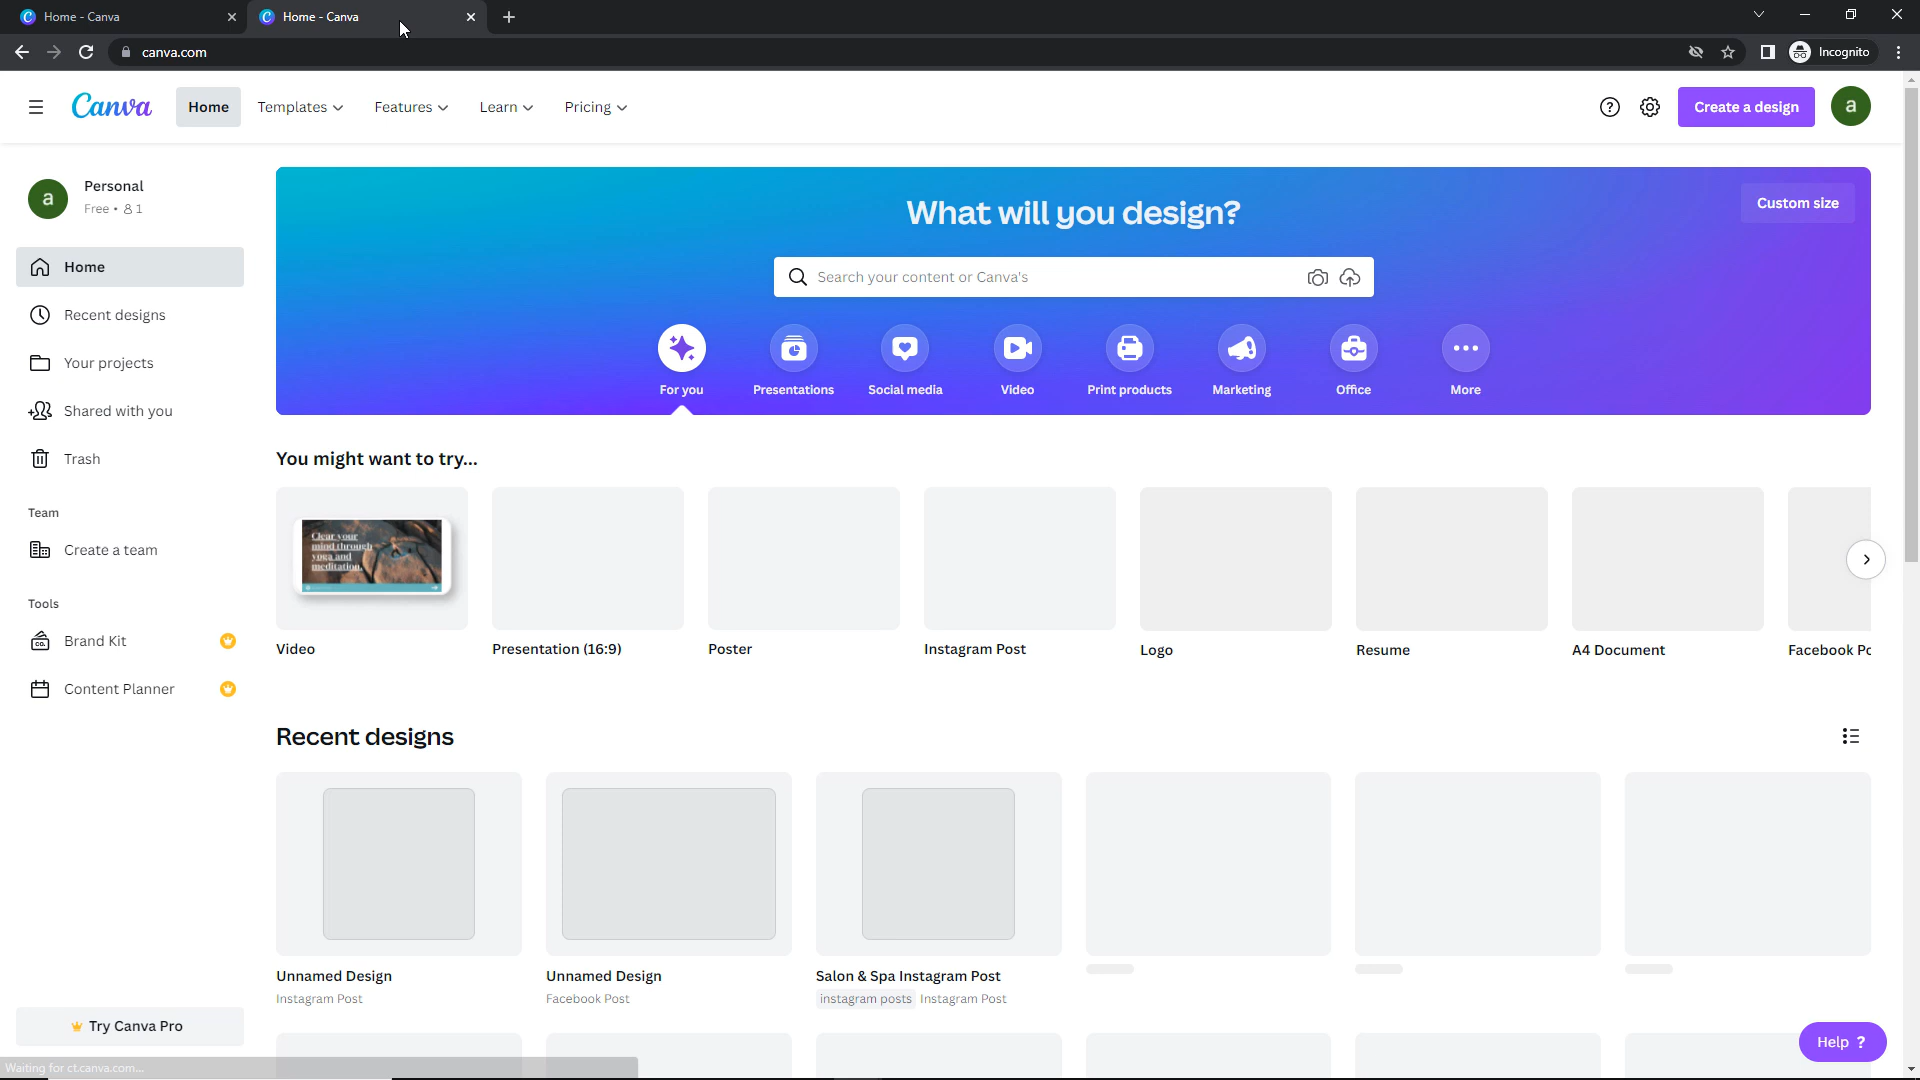 Home - Canva
Home - Canva
canva.com
Incognito
Canva
Home
Templates
Features
Learn
Pricing
Create a design
a
a
Personal
Free • 1
Home
Recent designs
Your projects
Shared with you
Trash
Team
Create a team
Tools
Brand Kit
Content Planner
Try Canva Pro
What will you design?
Custom size
Search your content or Canva's
For you
Presentations
Social media
Video
Print products
Marketing
Office
More
You might want to try...
Clear your
mind through
yoga and
meditation.
Video
Presentation (16:9)
Poster
Instagram Post
Logo
Resume
A4 Document
Facebook Po
Recent designs
Unnamed Design
Instagram Post
Unnamed Design
Facebook Post
Salon & Spa Instagram Post
instagram posts Instagram Post
Help ?
Waiting for ct.canva.com...